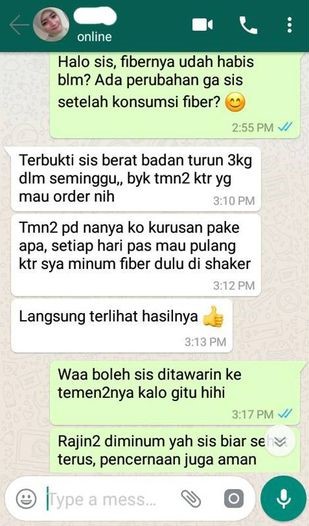 online
Halo sis, fibernya udah habis
blm? Ada perubahan ga sis
setelah konsumsi fiber? 😊
2:55 PM
Terbukti sis berat badan turun 3kg
dlm seminggu,, byk tmn2 ktr yg
mau order nih
3:10 PM
Tmn2 pd nanya ko kurusan pake
apa, setiap hari pas mau pulang
ktr sya minum fiber dulu di shaker
3:12 PM
Langsung terlihat hasilnya 👍
3:13 PM
Waa boleh sis ditawarin ke
temen2nya kalo gitu hihi
3:17 PM
Rajin2 diminum yah sis biar
terus, pencernaan juga aman
Type a mess...